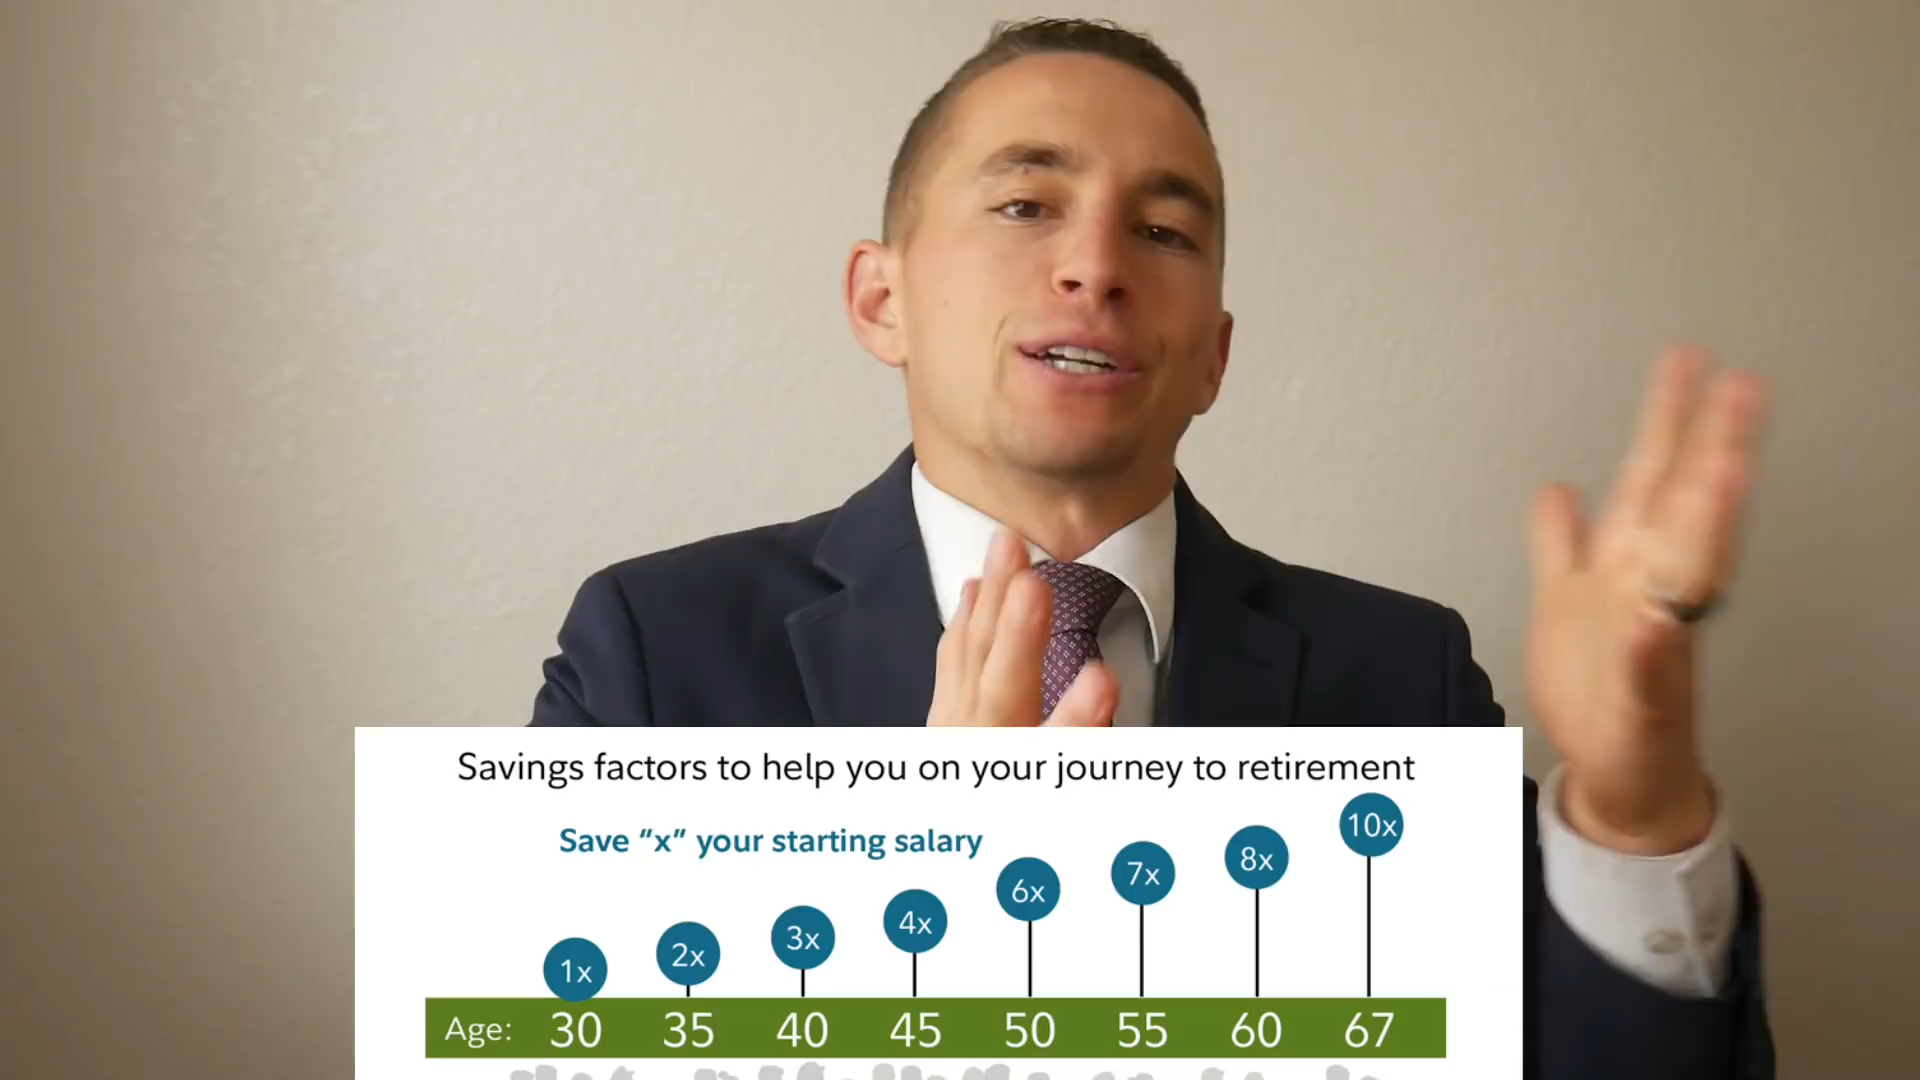 Savings factors to help you on your journey to retirement
Save “x” your starting salary
1x 2x 3x 4x 6x 7x 8x 10x
Age: 30 35 40 45 50 55 60 67